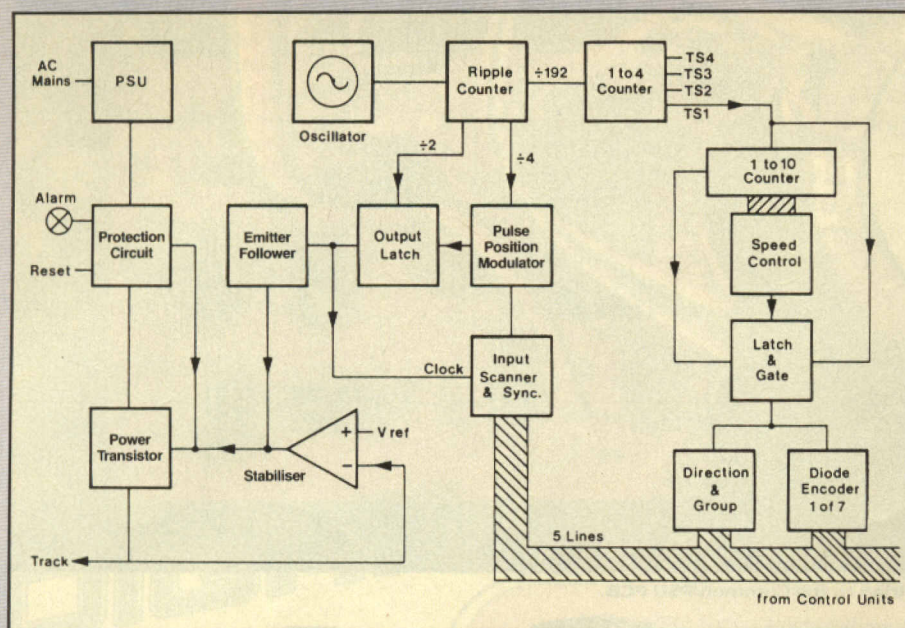 AC
Mains
PSU
Oscillator
Ripple
Counter
÷192
1 to 4
Counter
TS4
TS3
TS2
TS1
÷2
÷4
1 to 10
Counter
Alarm
Reset
Protection
Circuit
Emitter
Follower
Output
Latch
Pulse
Position
Modulator
Speed
Control
Clock
Input
Scanner
& Sync.
Latch
&
Gate
Power
Transistor
+
V ref
−
Stabiliser
Direction
&
Group
Diode
Encoder
1 of 7
Track
5 Lines
from Control Units